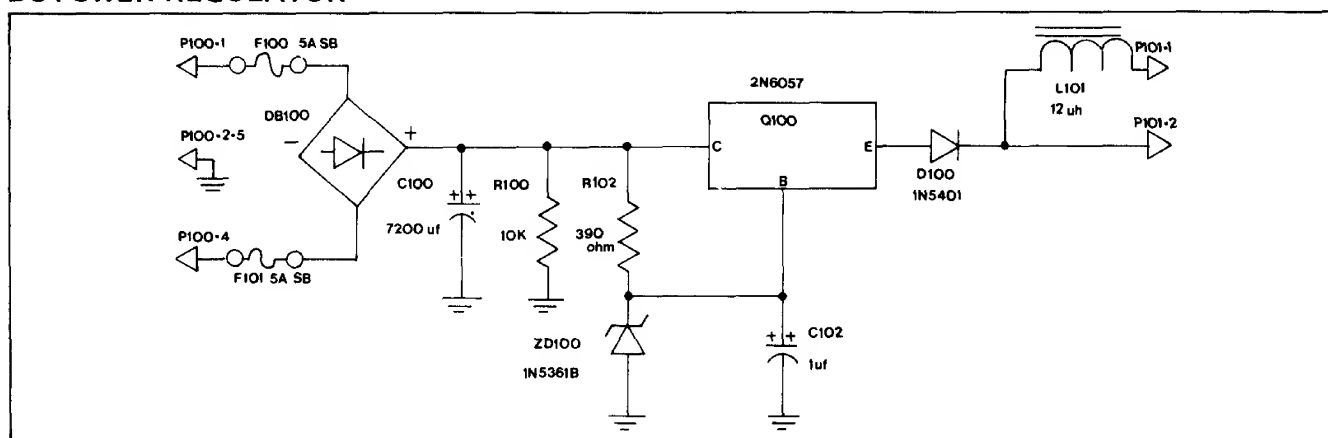 P100-1
F100 5A SB
DB100
-
+
P100-2-5
P100-4
F101 5A SB
C100
+ +
7200 uf
R100
10K
R102
390
ohm
2N6057
Q100
C
E
B
D100
1N5401
L101
12 uh
P101-1
P101-2
ZD100
1N5361B
+ +
C102
1uf